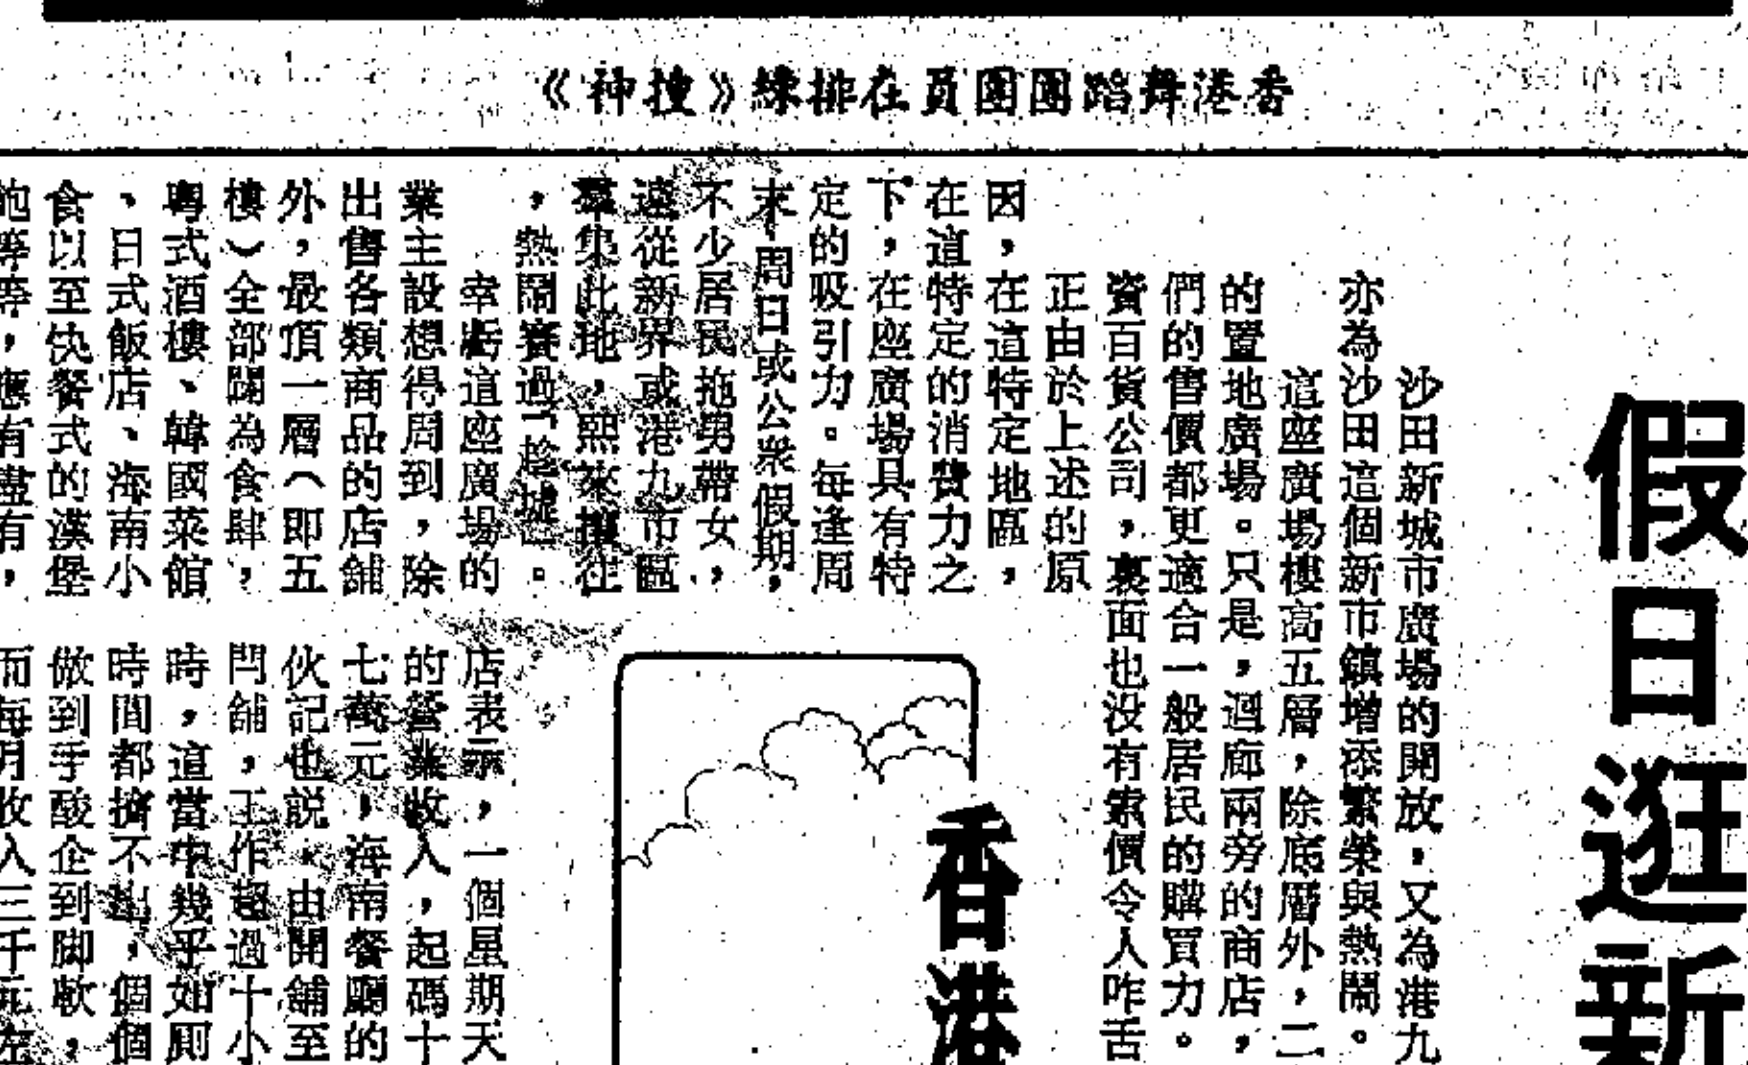 香港舞蹈團團員在排練《搜神》
假日逛新
沙田新城市廣場的開放，又為港九
亦為沙田這個新市鎮增添繁榮與熱鬧。
這座廣場樓高五層，除底層外，二
的置地廣場。只是，迴廊兩旁的商店，
們的售價都更適合一般居民的購買力。
資百貨公司，裏面也没有索價令人咋舌
正由於上述的原
因，在這特定地區，
在這特定的消費力之
下，在座廣場具有特
定的吸引力。每逢周
末、周日或公衆假期，
不少居民拖男帶女，
遠從新界或港九市區
羣集此地，熙來攘往
，熱鬧賽過「趁墟」。
幸虧這座廣場的
業主設想得周到，除
出售各類商品的店舖
外，最頂一層（即五
樓）全部闢為食肆，
粵式酒樓、韓國菜館
、日式飯店、海南小
食以至快餐式的漢堡
飽等等，應有盡有，
香港
店表示，一個星期天
的營業收入，起碼十
七萬元，海南餐廳的
伙記也説，由開舖至
閂舖，工作超過十小
時，這當中幾乎如厠
時間都擠不出，個個
做到手酸企到脚軟，
而每月收入三千元左